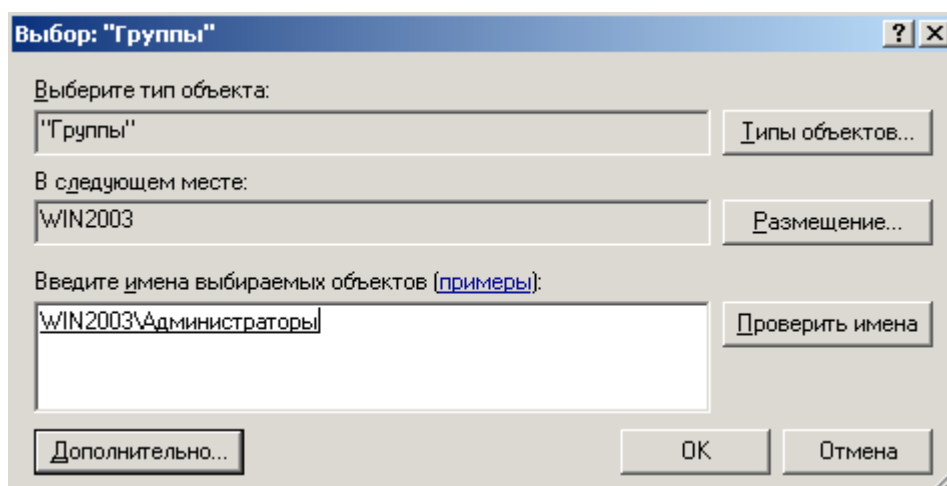 Выбор: "Группы"
Выберите тип объекта:
"Группы"
Типы объектов...
В следующем месте:
WIN2003
Размещение...
Введите имена выбираемых объектов (примеры):
WIN2003\Администраторы
Проверить имена
Дополнительно...
OK
Отмена